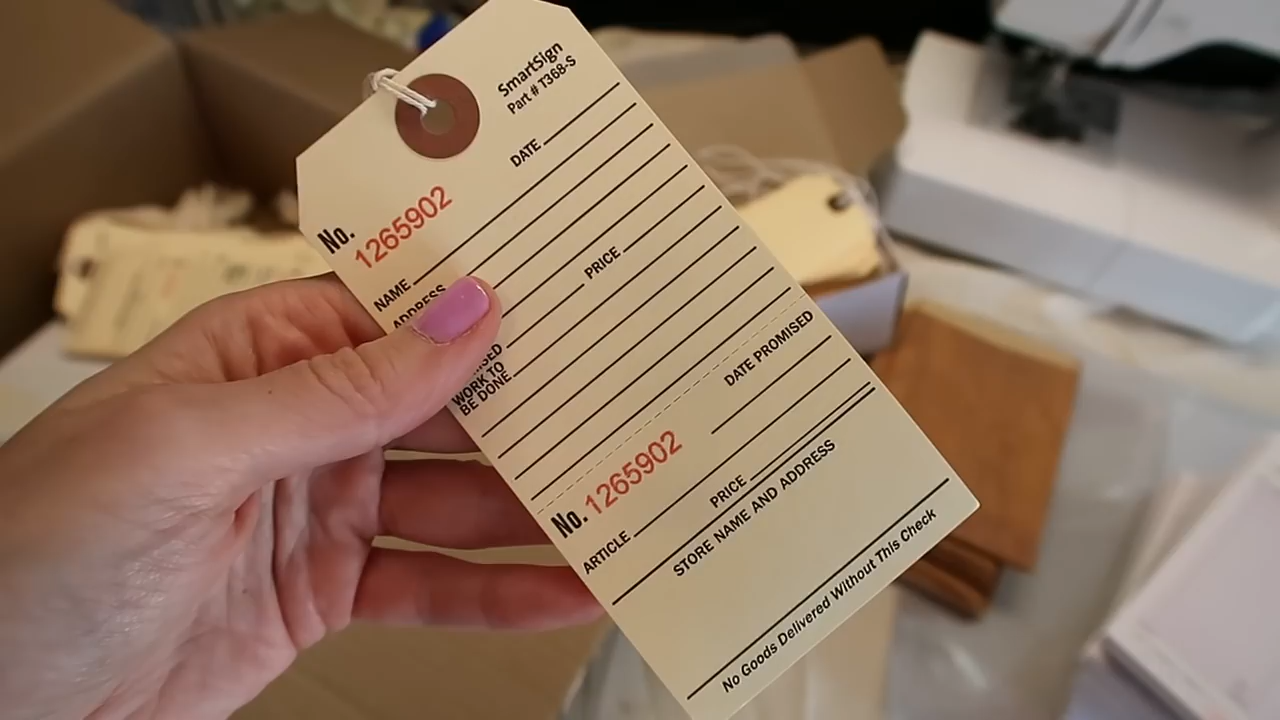 SmartSign
Part # T368-S
DATE
No. 1265902
NAME
ADDRESS
PRICE
WORK TO
BE DONE
DATE PROMISED
No. 1265902
ARTICLE
PRICE
STORE NAME AND ADDRESS
No Goods Delivered Without This Check